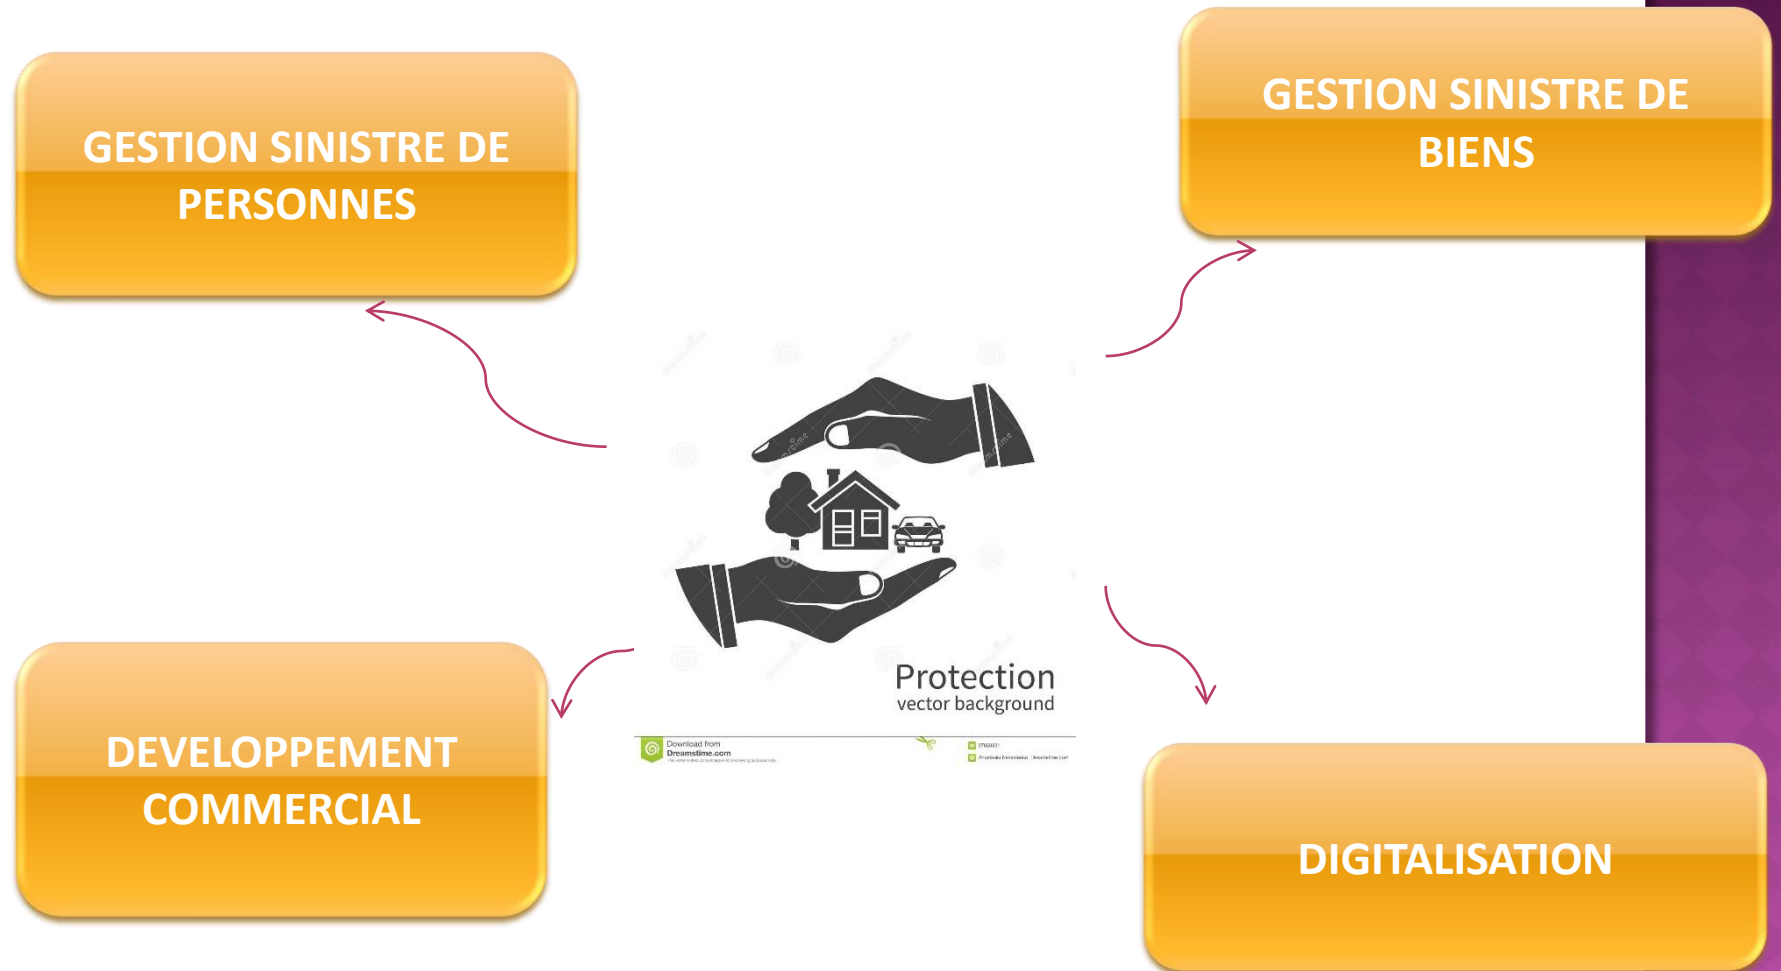 GESTION SINISTRE DE
PERSONNES
GESTION SINISTRE DE
BIENS
Protection
vector background
Download from
Dreamstime.com
DEVELOPPEMENT
COMMERCIAL
DIGITALISATION